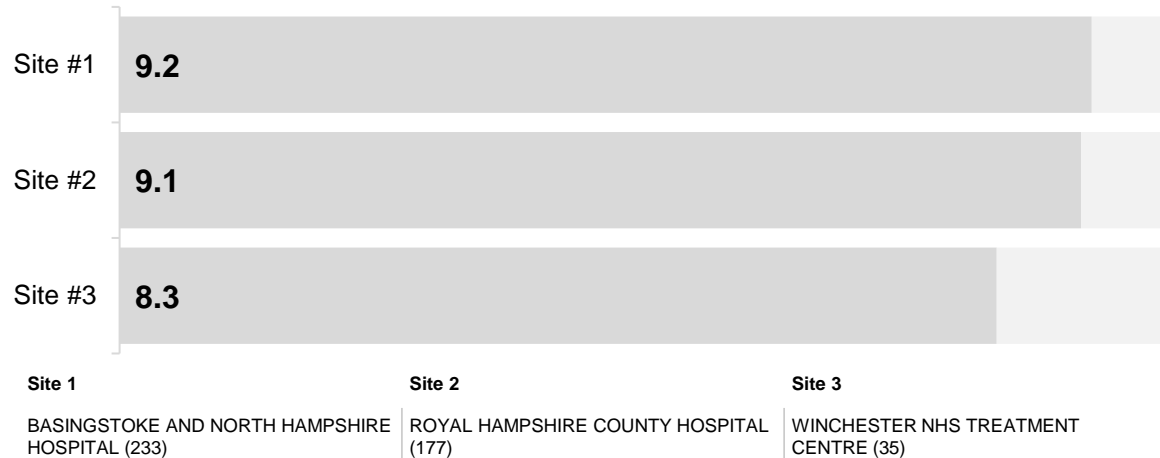 Site #1
9.2
Site #2
9.1
Site #3
8.3
Site 1
BASINGSTOKE AND NORTH HAMPSHIRE
HOSPITAL (233)
Site 2
ROYAL HAMPSHIRE COUNTY HOSPITAL
(177)
Site 3
WINCHESTER NHS TREATMENT
CENTRE (35)